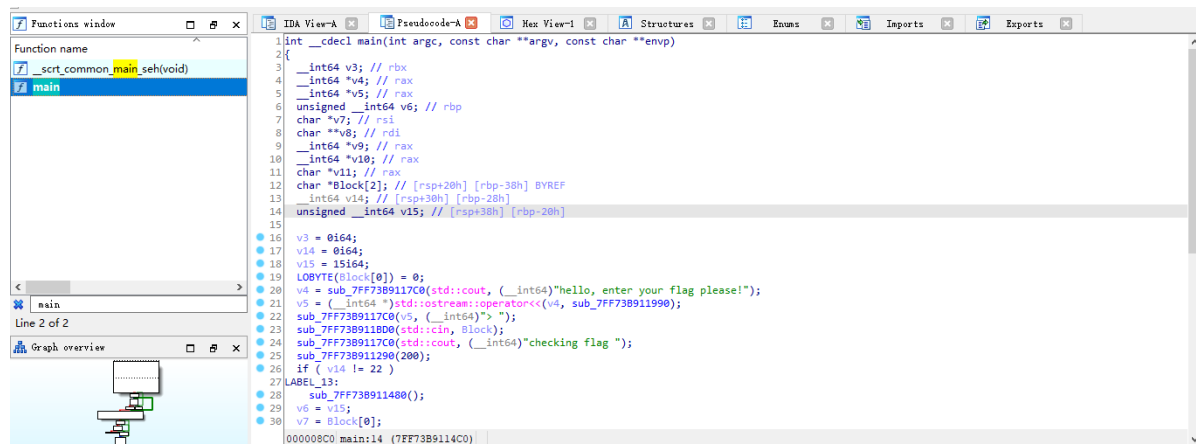 Functions window
IDA View-A
Pseudocode-A
Hex View-1
Structures
Enums
Imports
Exports
Function name
__scrt_common_main_seh(void)
main
main
Line 2 of 2
Graph overview
1 int __cdecl main(int argc, const char **argv, const char **envp)
2 {
3 __int64 v3; // rbx
4 __int64 *v4; // rax
5 __int64 *v5; // rax
6 unsigned __int64 v6; // rbp
7 char *v7; // rsi
8 char **v8; // rdi
9 __int64 *v9; // rax
10 __int64 *v10; // rax
11 char *v11; // rax
12 char *Block[2]; // [rsp+20h] [rbp-38h] BYREF
13 __int64 v14; // [rsp+30h] [rbp-28h]
14 unsigned __int64 v15; // [rsp+38h] [rbp-20h]
15
16 v3 = 0i64;
17 v14 = 0i64;
18 v15 = 15i64;
19 LOBYTE(Block[0]) = 0;
20 v4 = sub_7FF73B9117C0(std::cout, (__int64)"hello, enter your flag please!");
21 v5 = (__int64 *)std::ostream::operator<<(v4, sub_7FF73B911990);
22 sub_7FF73B9117C0(v5, (__int64)"> ");
23 sub_7FF73B911BD0(std::cin, Block);
24 sub_7FF73B9117C0(std::cout, (__int64)"checking flag ");
25 sub_7FF73B911290(200);
26 if ( v14 != 22 )
27 LABEL_13:
28 sub_7FF73B911480();
29 v6 = v15;
30 v7 = Block[0];
000008C0 main:14 (7FF73B9114C0)